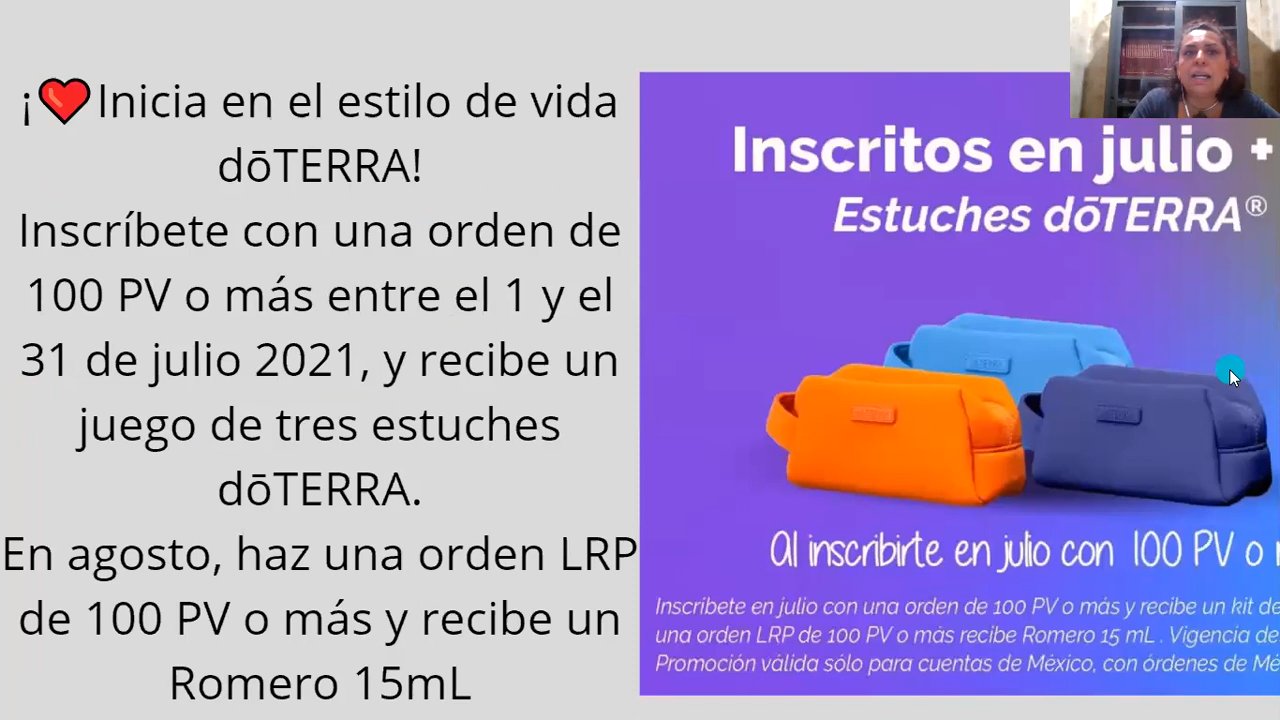 ¡❤️Inicia en el estilo de vida
dōTERRA!
Inscríbete con una orden de
100 PV o más entre el 1 y el
31 de julio 2021, y recibe un
juego de tres estuches
dōTERRA.
En agosto, haz una orden LRP
de 100 PV o más y recibe un
Romero 15mL
Inscritos en julio +
Estuches dōTERRA®
Al inscribirte en julio con 100 PV o
Inscríbete en julio con una orden de 100 PV o más y recibe un kit de
una orden LRP de 100 PV o más recibe Romero 15 mL . Vigencia de
Promoción válida sólo para cuentas de México, con órdenes de